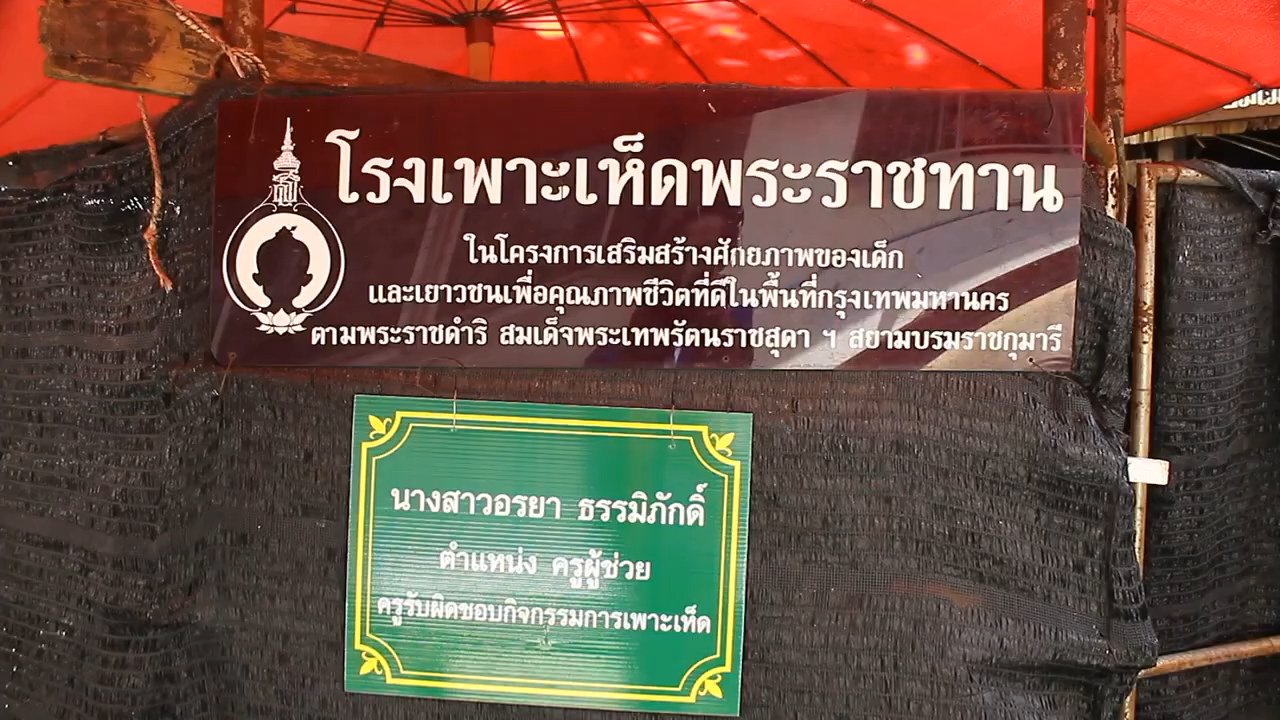 โรงเพาะเห็ดพระราชทาน
ในโครงการเสริมสร้างศักยภาพของเด็ก
และเยาวชนเพื่อคุณภาพชีวิตที่ดีในพื้นที่กรุงเทพมหานคร
ตามพระราชดำริ สมเด็จพระเทพรัตนราชสุดา ฯ สยามบรมราชกุมารี
นางสาวอรยา ธรรมิภักดิ์
ตำแหน่ง ครูผู้ช่วย
ครูรับผิดชอบกิจกรรมการเพาะเห็ด